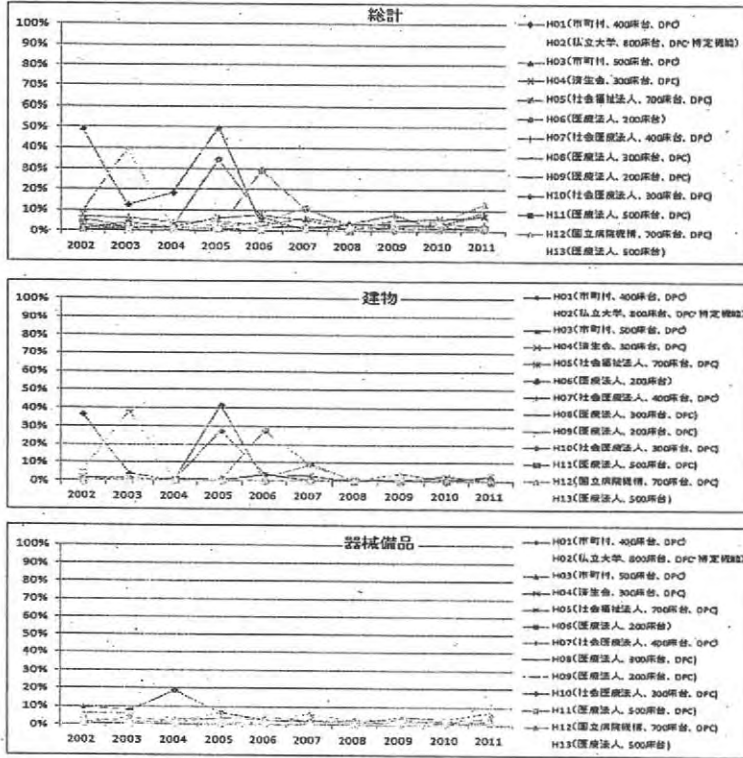 総計
100%
90%
80%
70%
60%
50%
40%
30%
20%
10%
0%
2002 2003 2004 2005 2006 2007 2008 2009 2010 2011
H01(市町村、400床台、DPC)
H02(私立大学、800床台、DPC・特定機能)
H03(市町村、500床台、DPC)
H04(済生会、300床台、DPC)
H05(社会福祉法人、700床台、DPC)
H06(医療法人、200床台)
H07(社会医療法人、400床台、DPC)
H08(医療法人、300床台、DPC)
H09(医療法人、200床台、DPC)
H10(社会医療法人、300床台、DPC)
H11(医療法人、500床台、DPC)
H12(国立病院機構、700床台、DPC)
H13(医療法人、500床台)
建物
100%
90%
80%
70%
60%
50%
40%
30%
20%
10%
0%
2002 2003 2004 2005 2006 2007 2008 2009 2010 2011
H01(市町村、400床台、DPC)
H02(私立大学、800床台、DPC・特定機能)
H03(市町村、500床台、DPC)
H04(済生会、300床台、DPC)
H05(社会福祉法人、700床台、DPC)
H06(医療法人、200床台)
H07(社会医療法人、400床台、DPC)
H08(医療法人、300床台、DPC)
H09(医療法人、200床台、DPC)
H10(社会医療法人、300床台、DPC)
H11(医療法人、500床台、DPC)
H12(国立病院機構、700床台、DPC)
H13(医療法人、500床台)
器械備品
100%
90%
80%
70%
60%
50%
40%
30%
20%
10%
0%
2002 2003 2004 2005 2006 2007 2008 2009 2010 2011
H01(市町村、400床台、DPC)
H02(私立大学、800床台、DPC・特定機能)
H03(市町村、500床台、DPC)
H04(済生会、300床台、DPC)
H05(社会福祉法人、700床台、DPC)
H06(医療法人、200床台)
H07(社会医療法人、400床台、DPC)
H08(医療法人、300床台、DPC)
H09(医療法人、200床台、DPC)
H10(社会医療法人、300床台、DPC)
H11(医療法人、500床台、DPC)
H12(国立病院機構、700床台、DPC)
H13(医療法人、500床台)